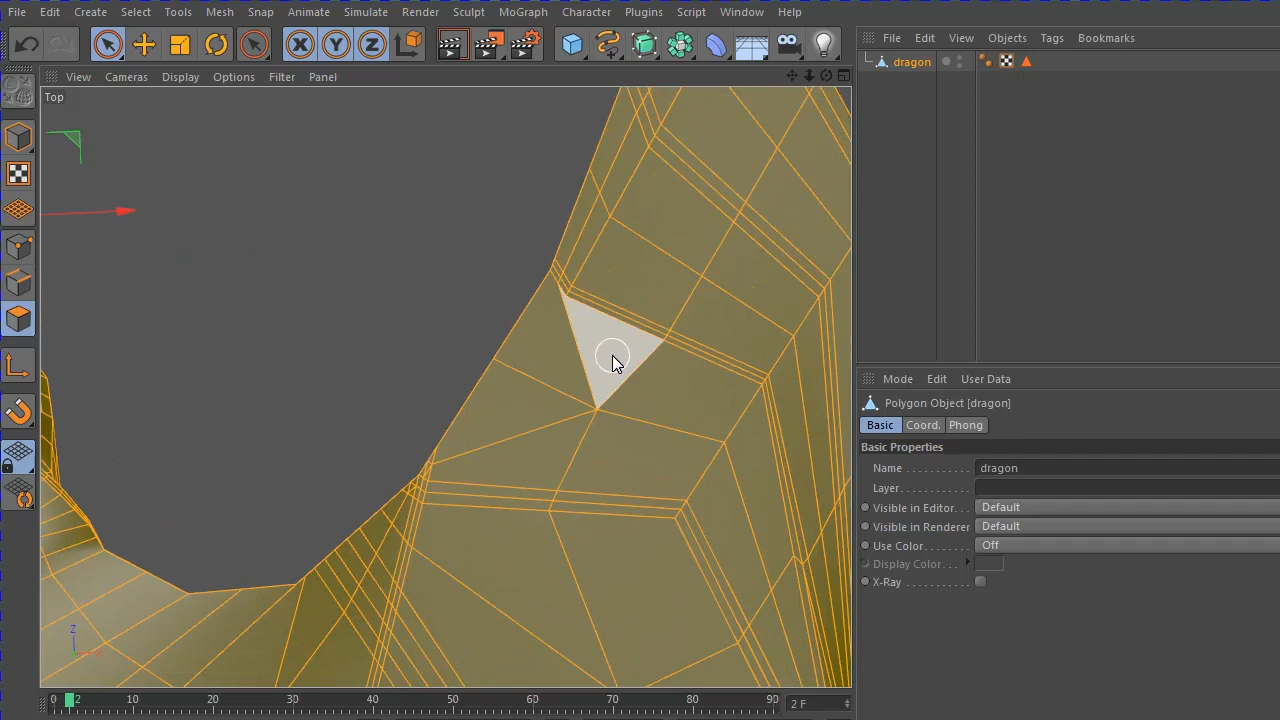 File Edit Create Select Tools Mesh Snap Animate Simulate Render Sculpt MoGraph Character Plugins Script Window Help
X Y Z
File Edit View Objects Tags Bookmarks
dragon
View Cameras Display Options Filter Panel
Top
Mode Edit User Data
Polygon Object [dragon]
Basic Coord. Phong
Basic Properties
Name dragon
Layer
Visible in Editor Default
Visible in Renderer Default
Use Color Off
Display Color
X-Ray
Z
X
0 2 10 20 30 40 50 60 70 80 90 2 F